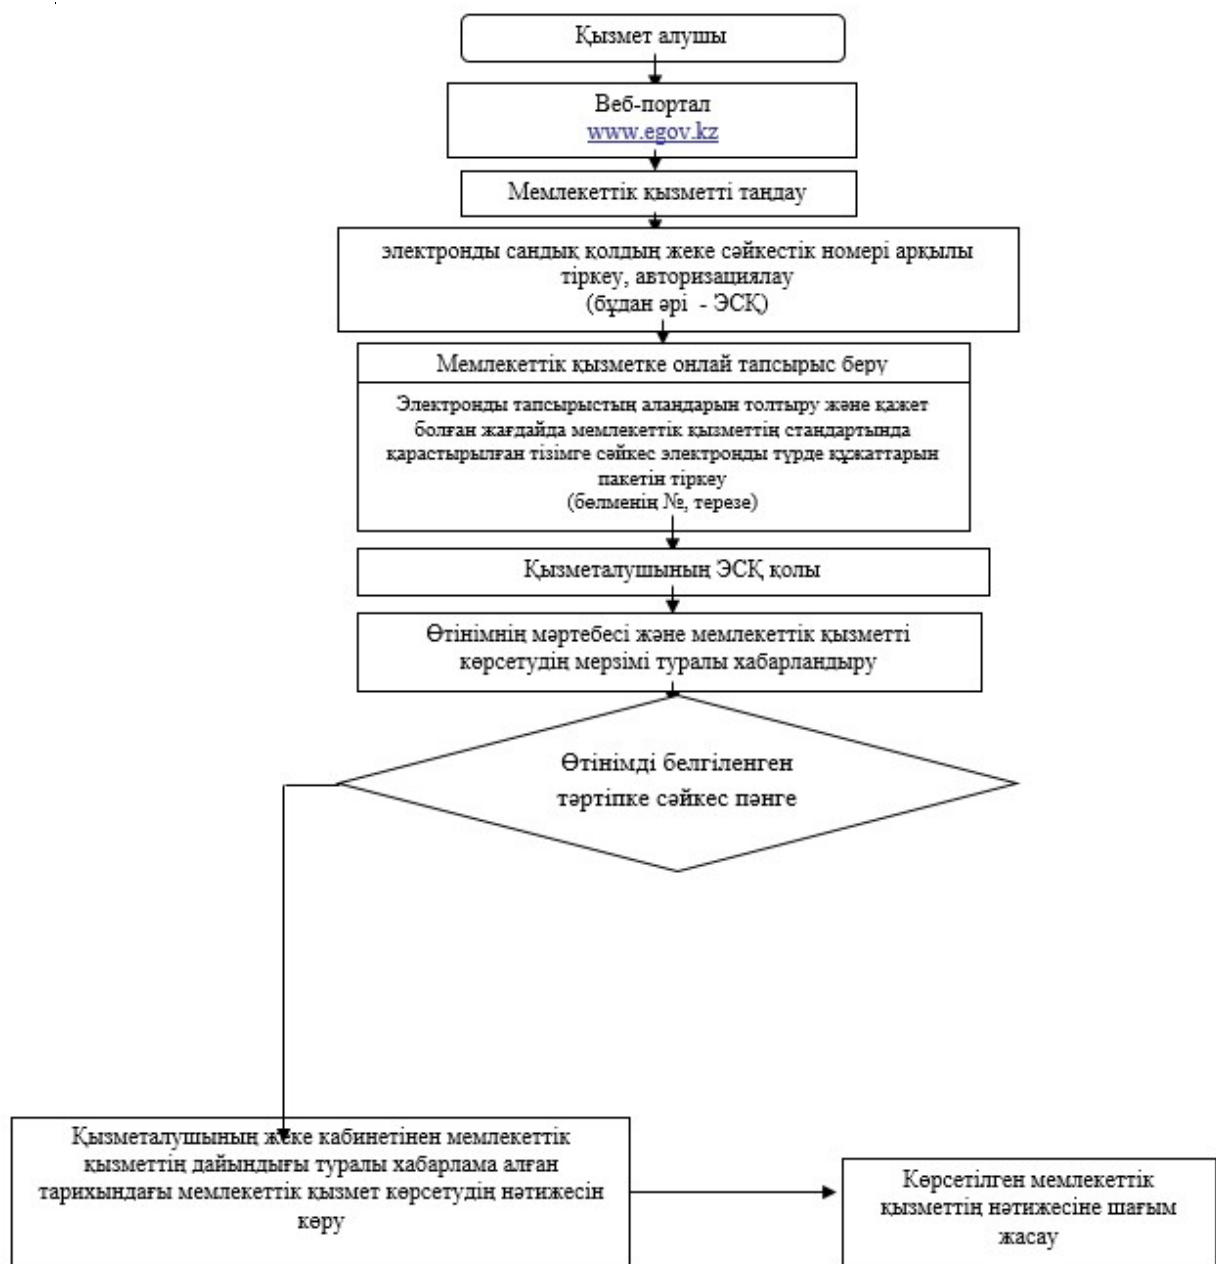 Қызмет алушы
Веб-портал
www.egov.kz
Мемлекеттік қызметті таңдау
электронды сандық қолдың жеке сәйкестік номері арқылы
тіркеу, авторизациялау
(бұдан әрі - ЭСҚ)
Мемлекеттік қызметке онлай тапсырыс беру
Электронды тапсырыстың алаңдарын толтыру және қажет
болған жағдайда мемлекеттік қызметтің стандартында
қарастырылған тізімге сәйкес электронды түрде құжаттарын
пакетін тіркеу
(бөлменің №, терезе)
Қызметалушының ЭСҚ қолы
Өтінімнің мәртебесі және мемлекеттік қызметті
көрсетудің мерзімі туралы хабарландыру
Өтінімді белгіленген
тәртіпке сәйкес пәнге
Қызметалушының жеке кабинетінен мемлекеттік
қызметтің дайындығы туралы хабарлама алған
тарихындағы мемлекеттік қызмет көрсетудің нәтижесін
көру
Көрсетілген мемлекеттік
қызметтің нәтижесіне шағым
жасау